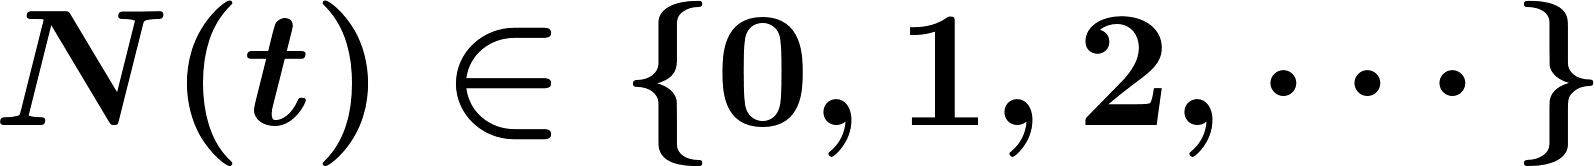 N(t) ∈ {0, 1, 2, ⋯ }